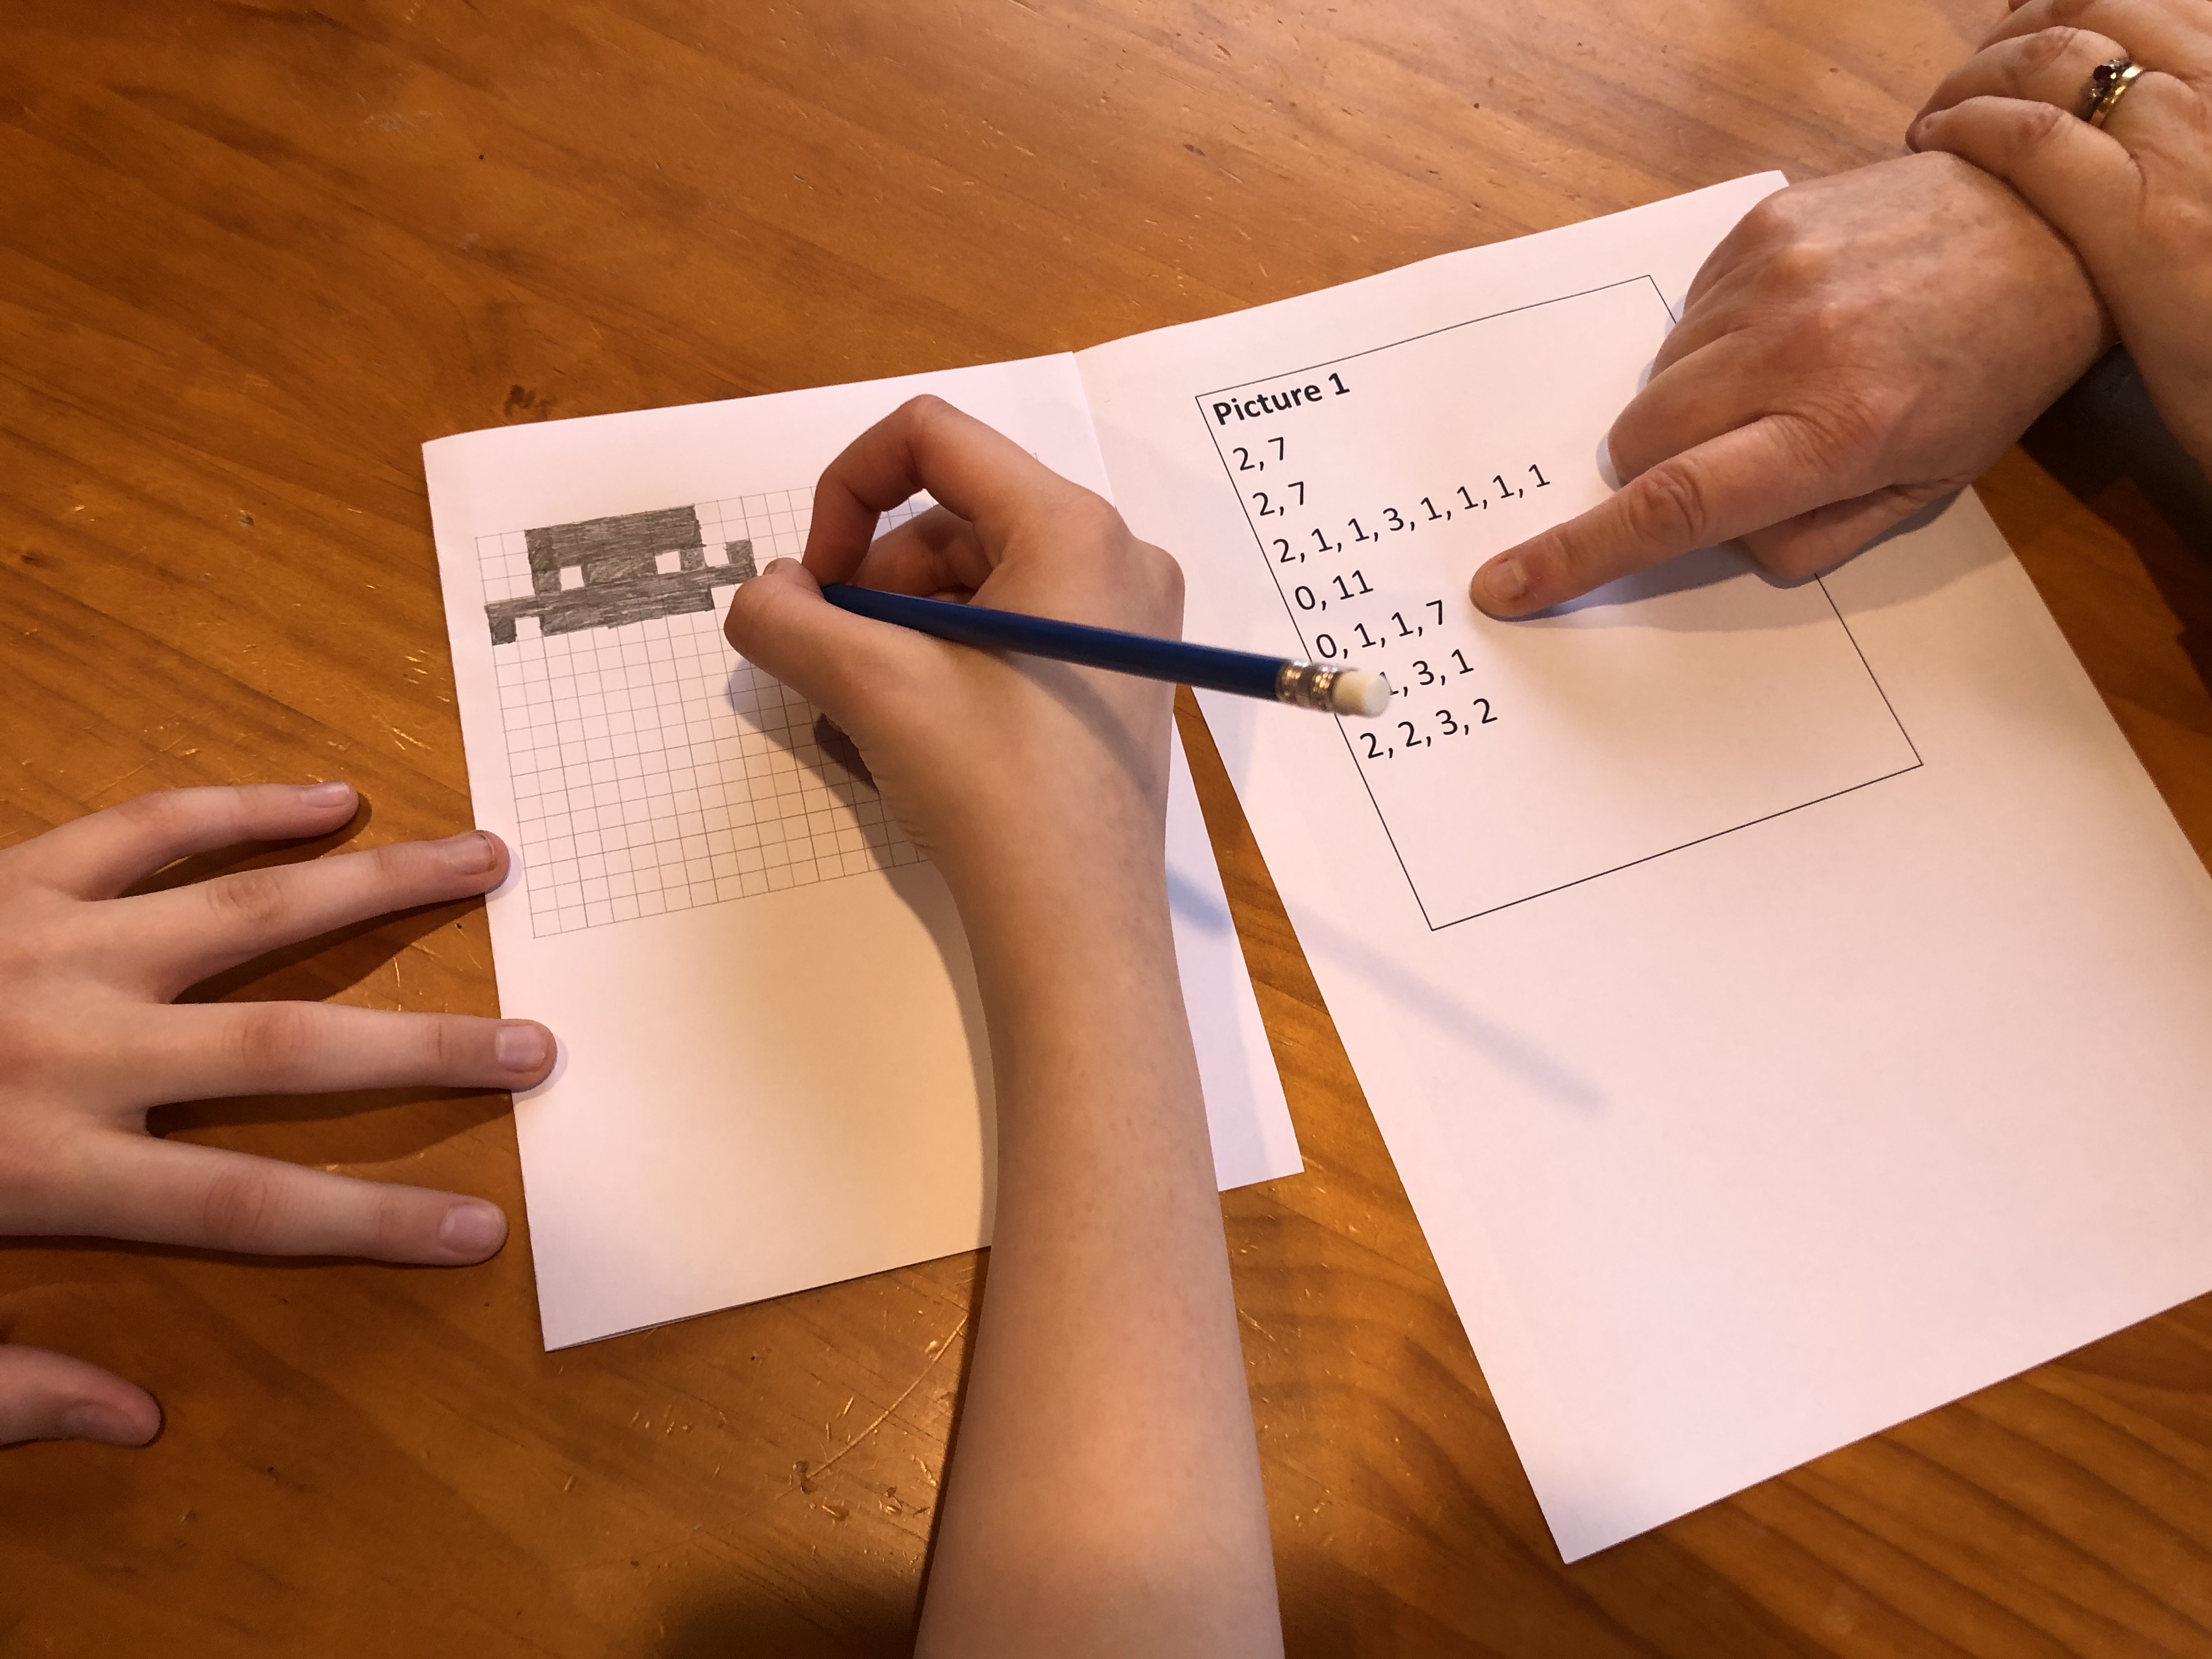 Picture 1
2, 7
2, 7
2, 1, 1, 3, 1, 1, 1, 1
0, 11
0, 1, 1, 7
, 3, 1
2, 2, 3, 2